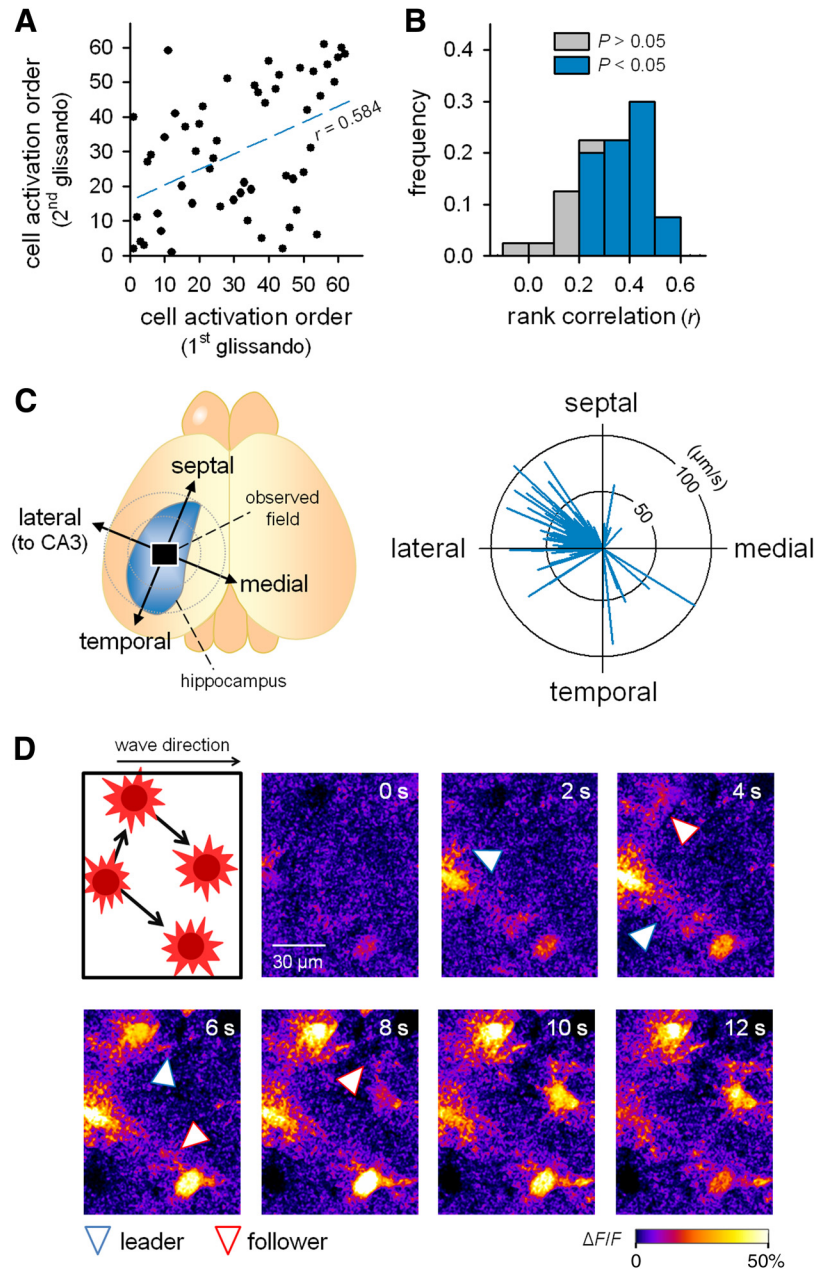 A
cell activation order
(2nd glissando)
60
50
40
30
20
10
0
r = 0.584
0 10 20 30 40 50 60
cell activation order
(1st glissando)
B
frequency
0.4
0.3
0.2
0.1
0.0
P > 0.05
P < 0.05
0.0 0.2 0.4 0.6
rank correlation (r)
C
septal
lateral
(to CA3)
observed
field
medial
temporal
hippocampus
septal
(μm/s)
100
50
lateral
medial
temporal
D
wave direction
0 s
30 μm
2 s
4 s
6 s
8 s
10 s
12 s
leader
follower
ΔF/F
0 50%